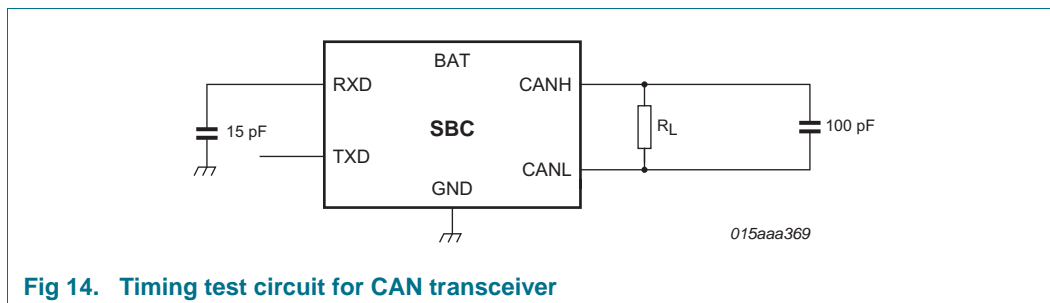 BAT
RXD
CANH
15 pF
SBC
RL
100 pF
TXD
CANL
GND
015aaa369
Fig 14. Timing test circuit for CAN transceiver